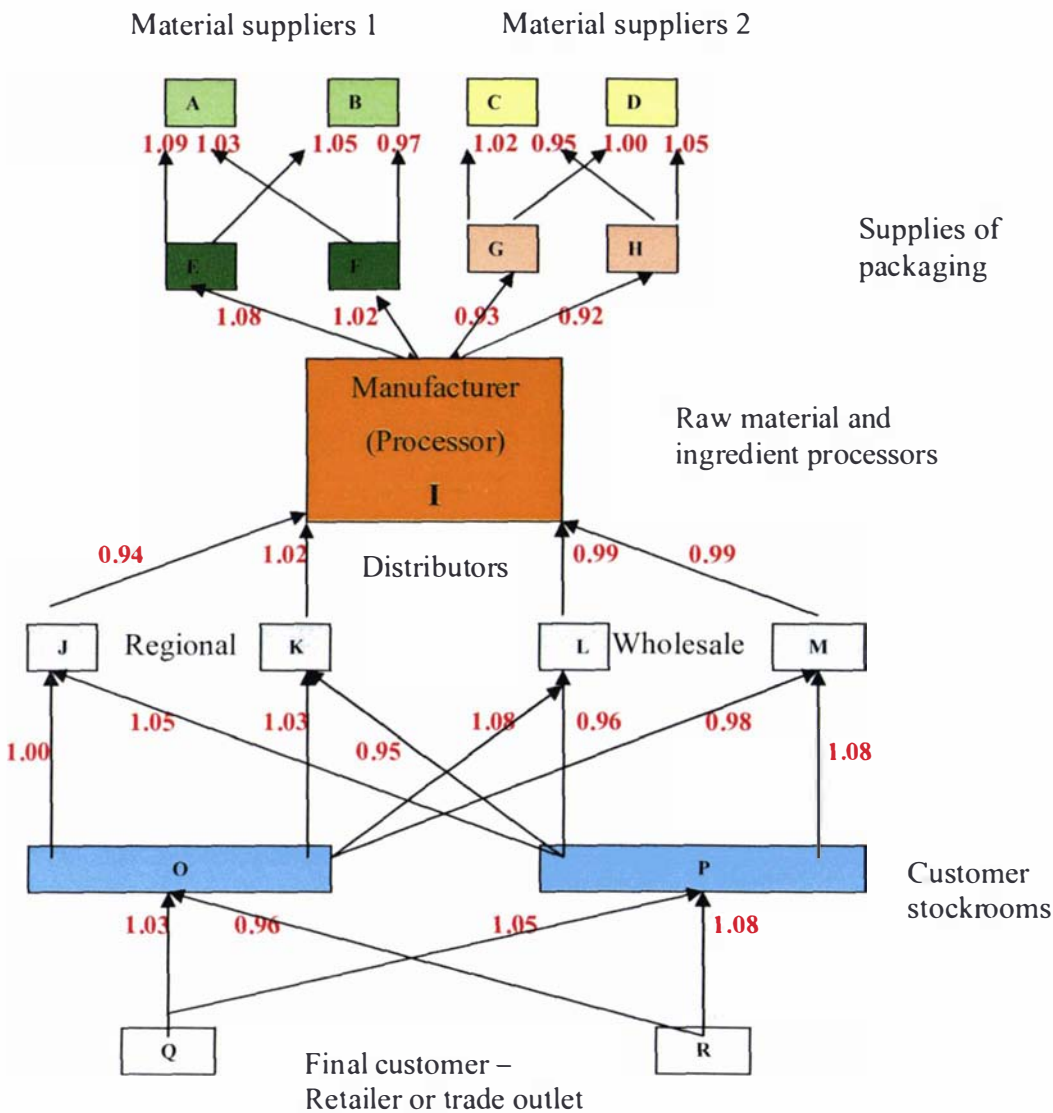 Material suppliers 1
Material suppliers 2
A
B
C
D
1.09 1.03
1.05 0.97
1.02 0.95
1.00 1.05
E
F
G
H
Supplies of
packaging
1.08
1.02
0.93
0.92
Manufacturer
(Processor)
I
Raw material and
ingredient processors
0.94
1.02
Distributors
0.99
0.99
J
Regional
K
L
Wholesale
M
1.00
1.05
1.03
0.95
1.08
0.96
0.98
1.08
O
P
Customer
stockrooms
1.03
0.96
1.05
1.08
Q
R
Final customer –
Retailer or trade outlet